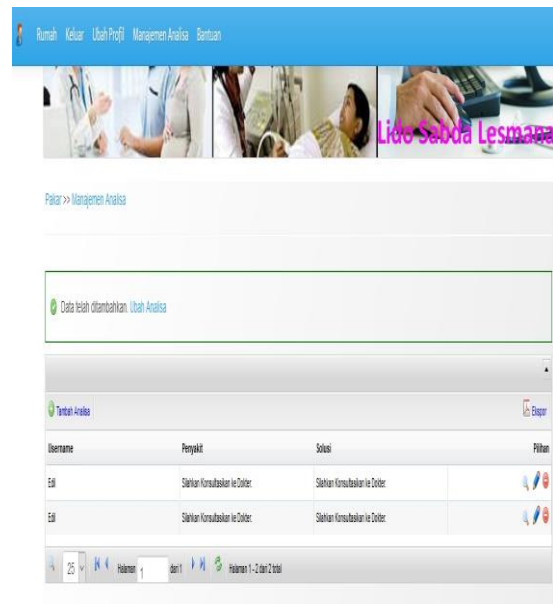 Rumah Keluar Ubah Profil Manajemen Analisa Bantuan
Lido Sabda Lesmana
Pakar >> Manajemen Analisa
Data telah ditambahkan. Ubah Analisa
Tambah Analisa Ekspor
Username Penyakit Solusi Pilihan
Edi Silahkan Konsultasikan ke Dokter. Silahkan Konsultasikan ke Dokter.
Edi Silahkan Konsultasikan ke Dokter. Silahkan Konsultasikan ke Dokter.
25 Halaman 1 dari 1 Halaman 1 - 2 dari 2 total